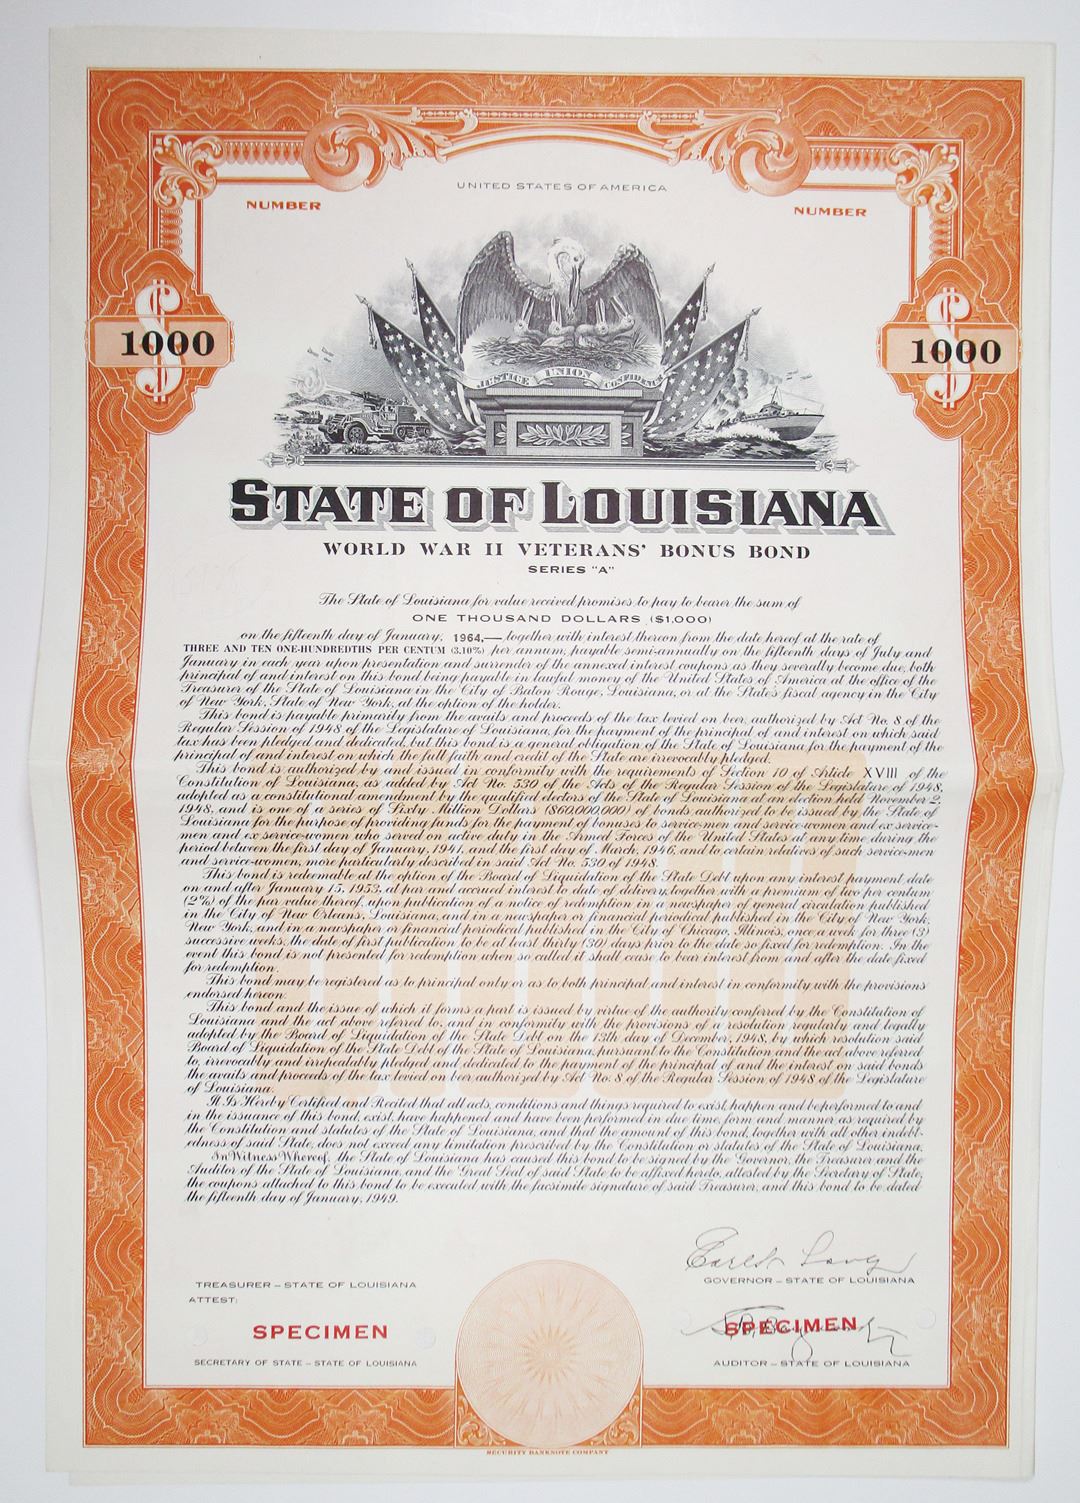 UNITED STATES OF AMERICA
NUMBER
NUMBER
$
1000
$
1000
JUSTICE UNION CONFIDENCE
STATE OF LOUISIANA
WORLD WAR II VETERANS' BONUS BOND
SERIES "A"
The State of Louisiana for value received promises to pay to bearer the sum of
ONE THOUSAND DOLLARS ($1,000)
on the fifteenth day of January, 1964,— together with interest thereon from the date hereof at the rate of
THREE AND TEN ONE-HUNDREDTHS PER CENTUM (3.10%) per annum, payable semi-annually on the fifteenth days of July and
January in each year upon presentation and surrender of the annexed interest coupons as they severally become due, both
principal of and interest on this bond being payable in lawful money of the United States of America at the office of the
Treasurer of the State of Louisiana in the City of Baton Rouge, Louisiana, or at the State's fiscal agency in the City
of New York, State of New York, at the option of the holder.
This bond is payable primarily from the avails and proceeds of the tax levied on beer, authorized by Act No. 8 of the
Regular Session of 1948 of the Legislature of Louisiana, for the payment of the principal of and interest on which said
tax has been pledged and dedicated, but this bond is a general obligation of the State of Louisiana for the payment of the
principal of and interest on which the full faith and credit of the State are irrevocably pledged.
This bond is authorized by and issued in conformity with the requirements of Section 10 of Article XVIII of the
Constitution of Louisiana, as added by Act No. 530 of the Acts of the Regular Session of the Legislature of 1948,
adopted as a constitutional amendment by the qualified electors of the State of Louisiana at an election held November 2,
1948, and is one of a series of Sixty Million Dollars ($60,000,000) of bonds authorized to be issued by the State of
Louisiana for the purpose of providing funds for the payment of bonuses to service-men and service-women and ex service-
men and ex service-women who served on active duty in the Armed Forces of the United States at any time during the
period between the first day of January, 1941, and the first day of March, 1946, and to certain relatives of such service-men
and service-women, more particularly described in said Act No. 530 of 1948.
This bond is redeemable at the option of the Board of Liquidation of the State Debt upon any interest payment date
on and after January 15, 1953, at par and accrued interest to date of delivery, together with a premium of two per centum
(2%) of the par value thereof, upon publication of a notice of redemption in a newspaper of general circulation published
in the City of New Orleans, Louisiana, and in a newspaper or financial periodical published in the City of New York,
New York, and in a newspaper or financial periodical published in the City of Chicago, Illinois, once a week for three (3)
successive weeks, the date of first publication to be at least thirty (30) days prior to the date so fixed for redemption. In the
event this bond is not presented for redemption when so called it shall cease to bear interest from and after the date fixed
for redemption.
This bond may be registered as to principal only or as to both principal and interest in conformity with the provisions
endorsed hereon.
This bond and the issue of which it forms a part is issued by virtue of the authority conferred by the Constitution of
Louisiana and the act above referred to, and in conformity with the provisions of a resolution regularly and legally
adopted by the Board of Liquidation of the State Debt on the 13th day of December, 1948, by which resolution said
Board of Liquidation of the State Debt of the State of Louisiana, pursuant to the Constitution and the act above referred
to, irrevocably and irrepealably pledged and dedicated to the payment of the principal of and the interest on said bonds
the avails and proceeds of the tax levied on beer authorized by Act No. 8 of the Regular Session of 1948 of the Legislature
of Louisiana.
It Is Hereby Certified and Recited that all acts, conditions and things required to exist, happen and be performed to and
in the issuance of this bond, exist, have happened and have been performed in due time, form and manner as required by
the Constitution and statutes of the State of Louisiana, and that the amount of this bond, together with all other indebt-
edness of said State, does not exceed any limitation prescribed by the Constitution or statutes of the State of Louisiana.
In Witness Whereof, the State of Louisiana has caused this bond to be signed by the Governor, the Treasurer and the
Auditor of the State of Louisiana, and the Great Seal of said State to be affixed hereto, attested by the Secretary of State,
the coupons attached to this bond to be executed with the facsimile signature of said Treasurer, and this bond to be dated
the fifteenth day of January, 1949.
Earl K. Long
TREASURER – STATE OF LOUISIANA
GOVERNOR – STATE OF LOUISIANA
ATTEST:
SPECIMEN
SPECIMEN
SECRETARY OF STATE – STATE OF LOUISIANA
AUDITOR – STATE OF LOUISIANA
SECURITY BANKNOTE COMPANY